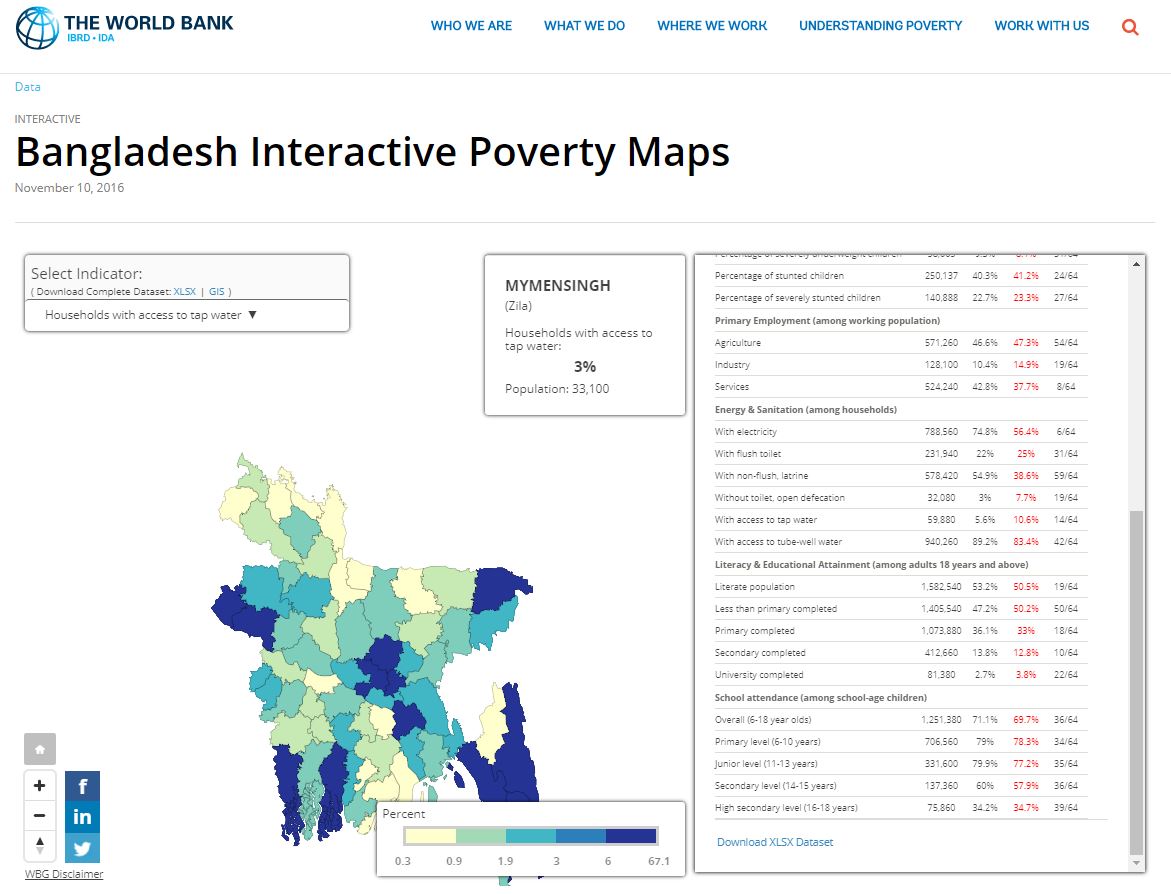 THE WORLD BANK
IBRD • IDA
WHO WE ARE
WHAT WE DO
WHERE WE WORK
UNDERSTANDING POVERTY
WORK WITH US
Data
INTERACTIVE
Bangladesh Interactive Poverty Maps
November 10, 2016
Select Indicator:
( Download Complete Dataset: XLSX | GIS )
Households with access to tap water ▼
MYMENSINGH
(Zila)
Households with access to
tap water:
3%
Population: 33,100
Percentage of stunted children 250,137 40.3% 41.2% 24/64
Percentage of severely stunted children 140,888 22.7% 23.3% 27/64
Primary Employment (among working population)
Agriculture 571,260 46.6% 47.3% 54/64
Industry 128,100 10.4% 14.9% 19/64
Services 524,240 42.8% 37.7% 8/64
Energy & Sanitation (among households)
With electricity 788,560 74.8% 56.4% 6/64
With flush toilet 231,940 22% 25% 31/64
With non-flush, latrine 578,420 54.9% 38.6% 59/64
Without toilet, open defecation 32,080 3% 7.7% 19/64
With access to tap water 59,880 5.6% 10.6% 14/64
With access to tube-well water 940,260 89.2% 83.4% 42/64
Literacy & Educational Attainment (among adults 18 years and above)
Literate population 1,582,540 53.2% 50.5% 19/64
Less than primary completed 1,405,540 47.2% 50.2% 50/64
Primary completed 1,073,880 36.1% 33% 18/64
Secondary completed 412,660 13.8% 12.8% 10/64
University completed 81,380 2.7% 3.8% 22/64
School attendance (among school-age children)
Overall (6-18 year olds) 1,251,380 71.1% 69.7% 36/64
Primary level (6-10 years) 706,560 79% 78.3% 34/64
Junior level (11-13 years) 331,600 79.9% 77.2% 35/64
Secondary level (14-15 years) 137,360 60% 57.9% 36/64
High secondary level (16-18 years) 75,860 34.2% 34.7% 39/64
Download XLSX Dataset
+
f
−
in
WBG Disclaimer
Percent
0.3 0.9 1.9 3 6 67.1